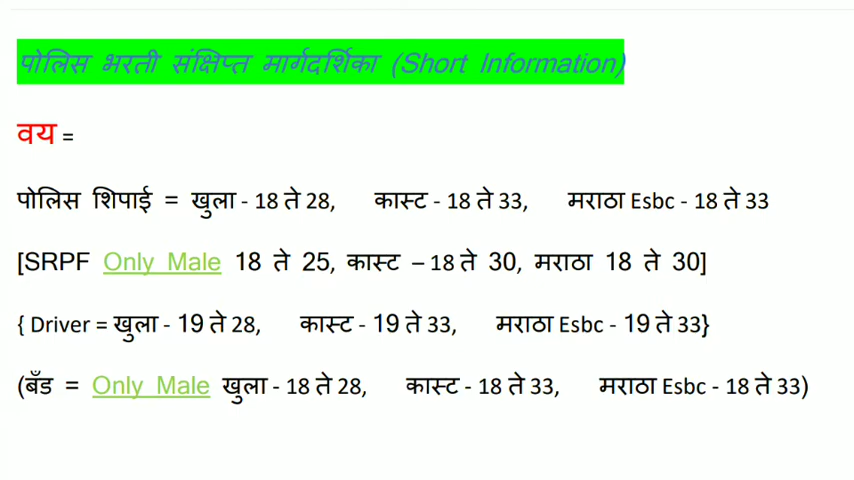 पोलिस भरती संक्षिप्त मार्गदर्शिका (Short Information)
वय =
पोलिस शिपाई = खुला - 18 ते 28, कास्ट - 18 ते 33, मराठा Esbc - 18 ते 33
[SRPF Only Male 18 ते 25, कास्ट – 18 ते 30, मराठा 18 ते 30]
{ Driver = खुला - 19 ते 28, कास्ट - 19 ते 33, मराठा Esbc - 19 ते 33}
(बँड = Only Male खुला - 18 ते 28, कास्ट - 18 ते 33, मराठा Esbc - 18 ते 33)